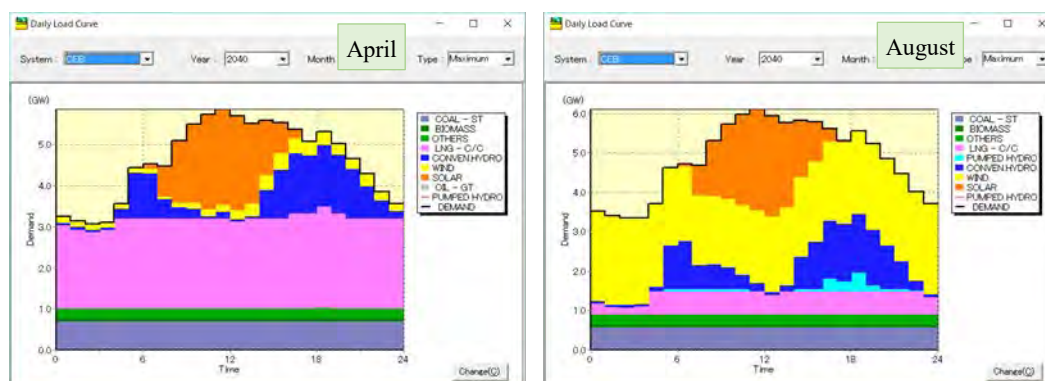 Daily Load Curve
System : CEB Year : 2040 Month April Type : Maximum
(GW)
5.0
4.0
3.0
2.0
1.0
0.0
Demand
0 6 12 18 24
Time
COAL - ST
BIOMASS
OTHERS
LNG - C/C
CONVEN.HYDRO
WIND
SOLAR
OIL - GT
PUMPED HYDRO
DEMAND
Change(C)
Daily Load Curve
System : CEB Year : 2040 Month : August pe : Maximum
(GW)
6.0
5.0
4.0
3.0
2.0
1.0
0.0
Demand
0 6 12 18 24
Time
COAL - ST
BIOMASS
OTHERS
LNG - C/C
PUMPED HYDRO
CONVEN.HYDRO
WIND
SOLAR
PUMPED HYDRO
DEMAND
Change(C)